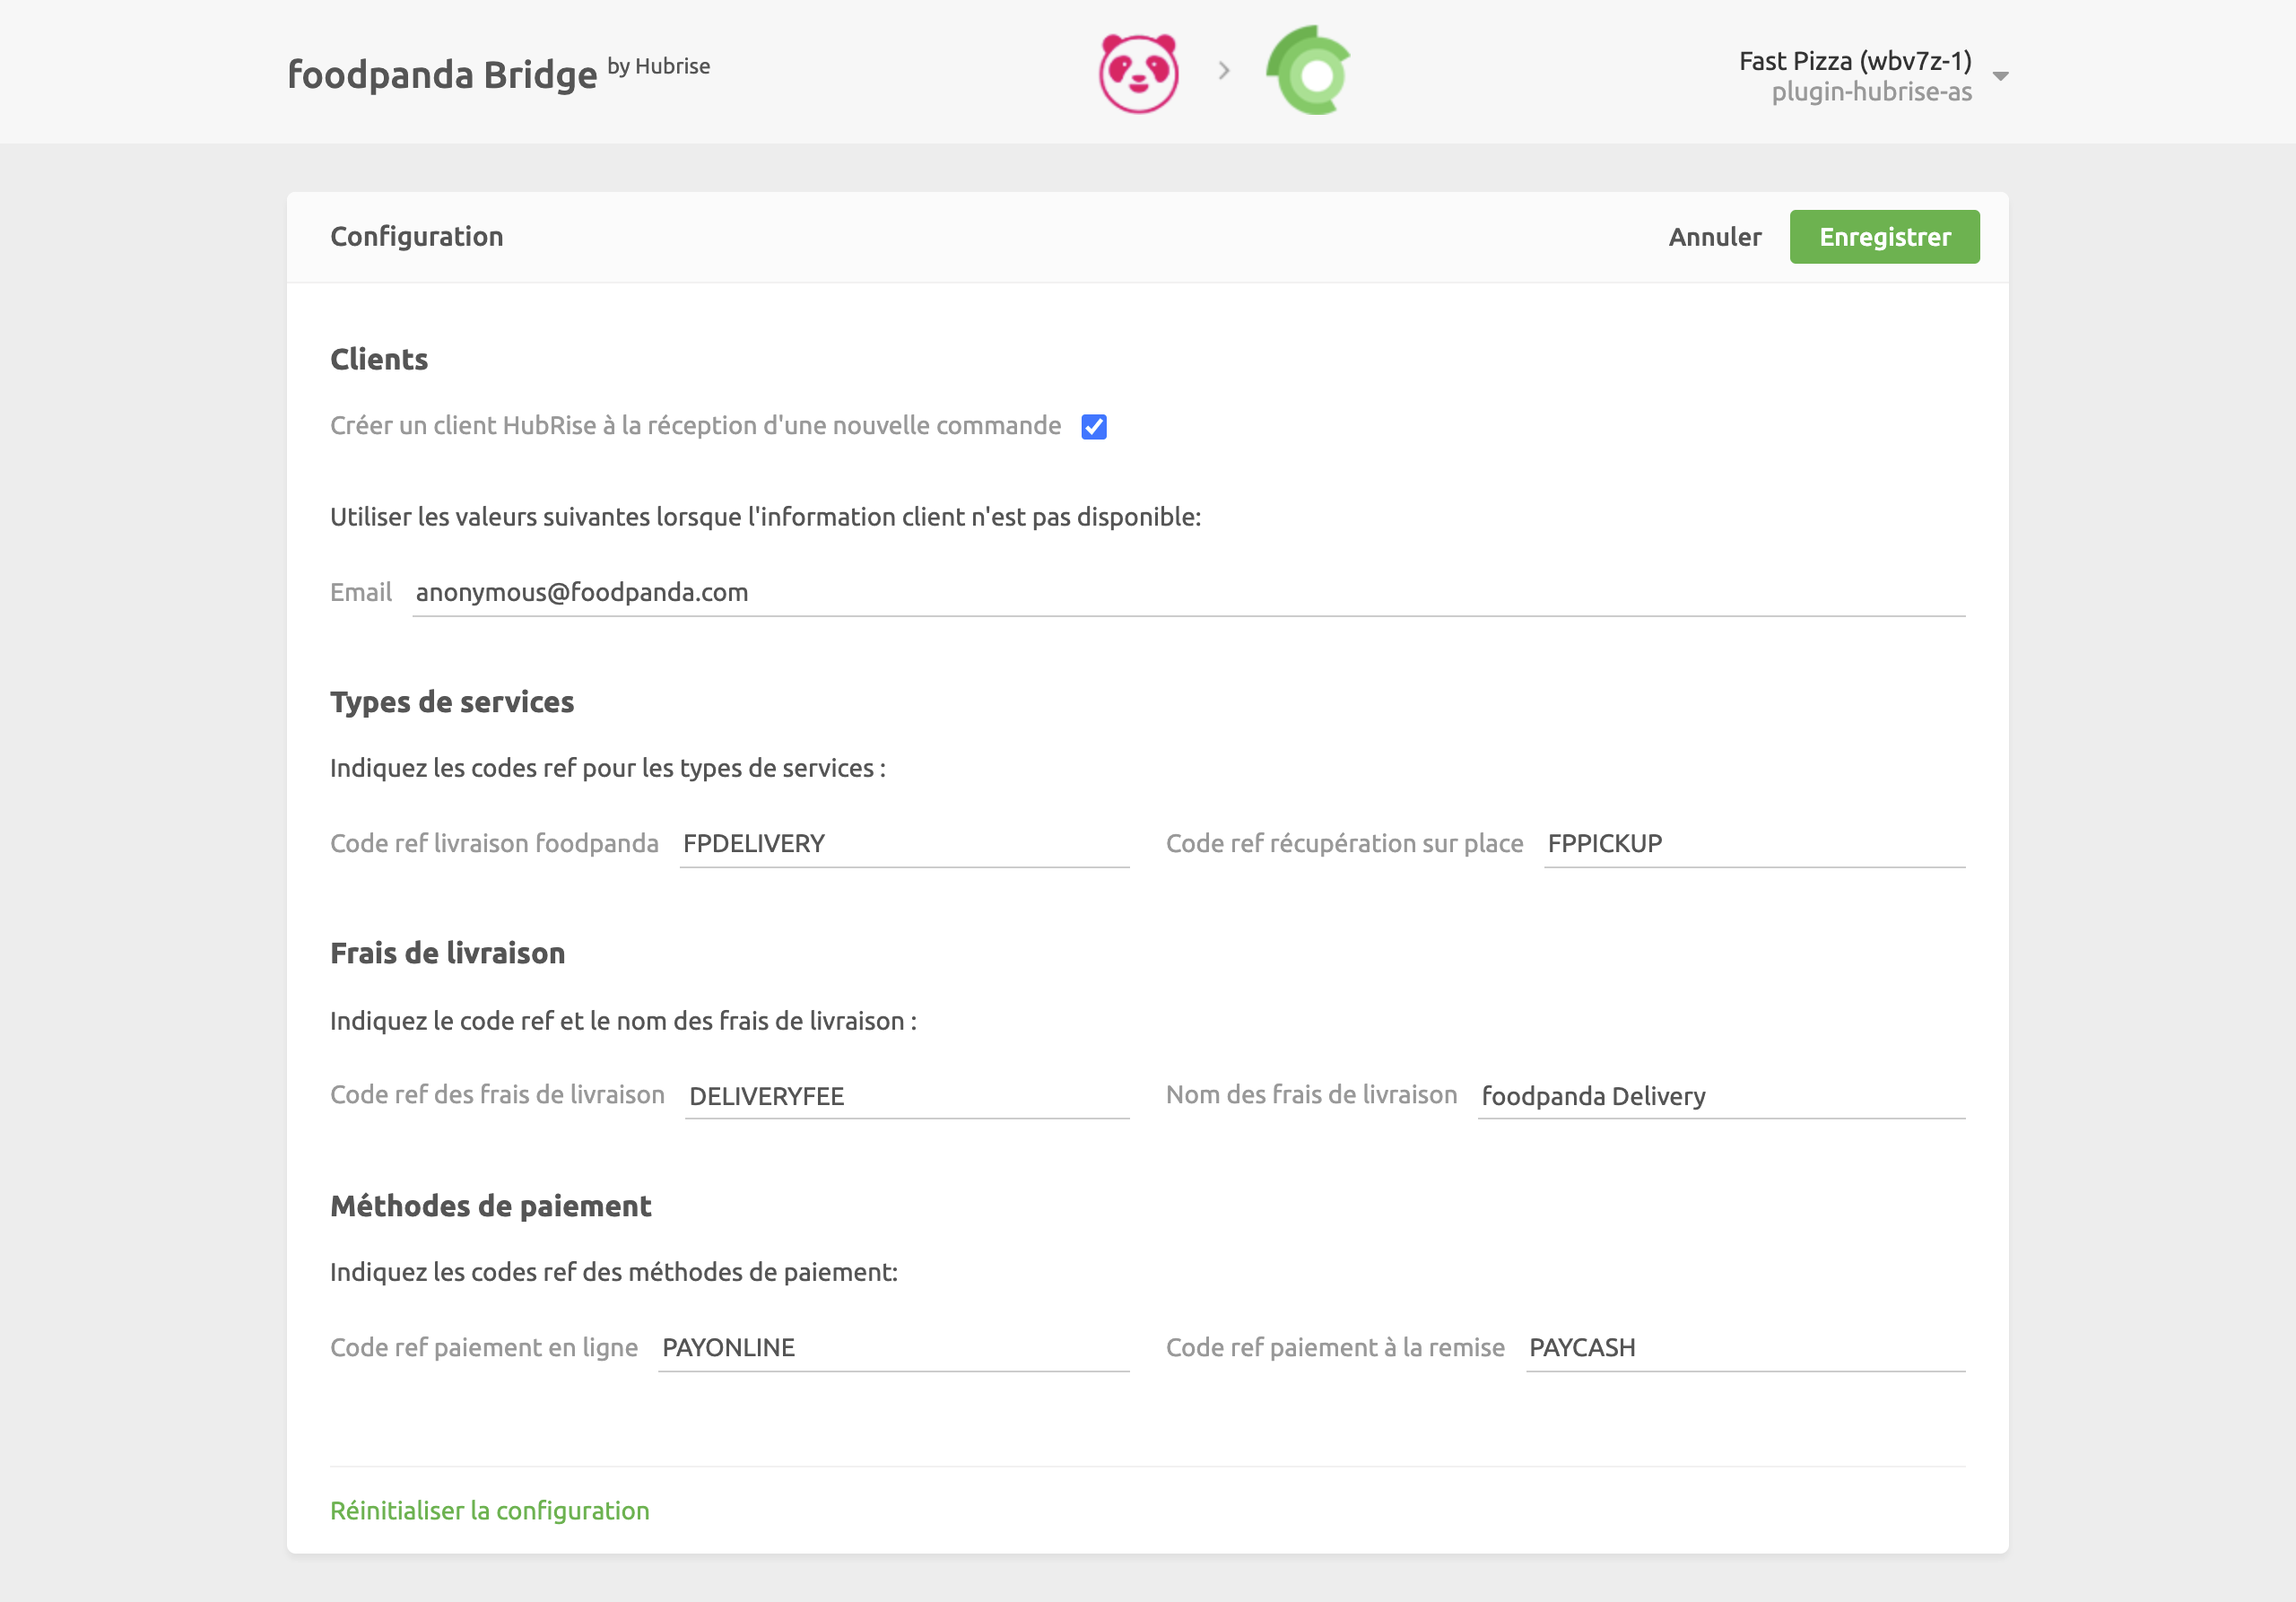 foodpanda Bridge by Hubrise
Fast Pizza (wbv7z-1)
plugin-hubrise-as
Configuration
Annuler
Enregistrer
Clients
Créer un client HubRise à la réception d'une nouvelle commande
Utiliser les valeurs suivantes lorsque l'information client n'est pas disponible:
Email anonymous@foodpanda.com
Types de services
Indiquez les codes ref pour les types de services :
Code ref livraison foodpanda FPDELIVERY
Code ref récupération sur place FPPICKUP
Frais de livraison
Indiquez le code ref et le nom des frais de livraison :
Code ref des frais de livraison DELIVERYFEE
Nom des frais de livraison foodpanda Delivery
Méthodes de paiement
Indiquez les codes ref des méthodes de paiement:
Code ref paiement en ligne PAYONLINE
Code ref paiement à la remise PAYCASH
Réinitialiser la configuration